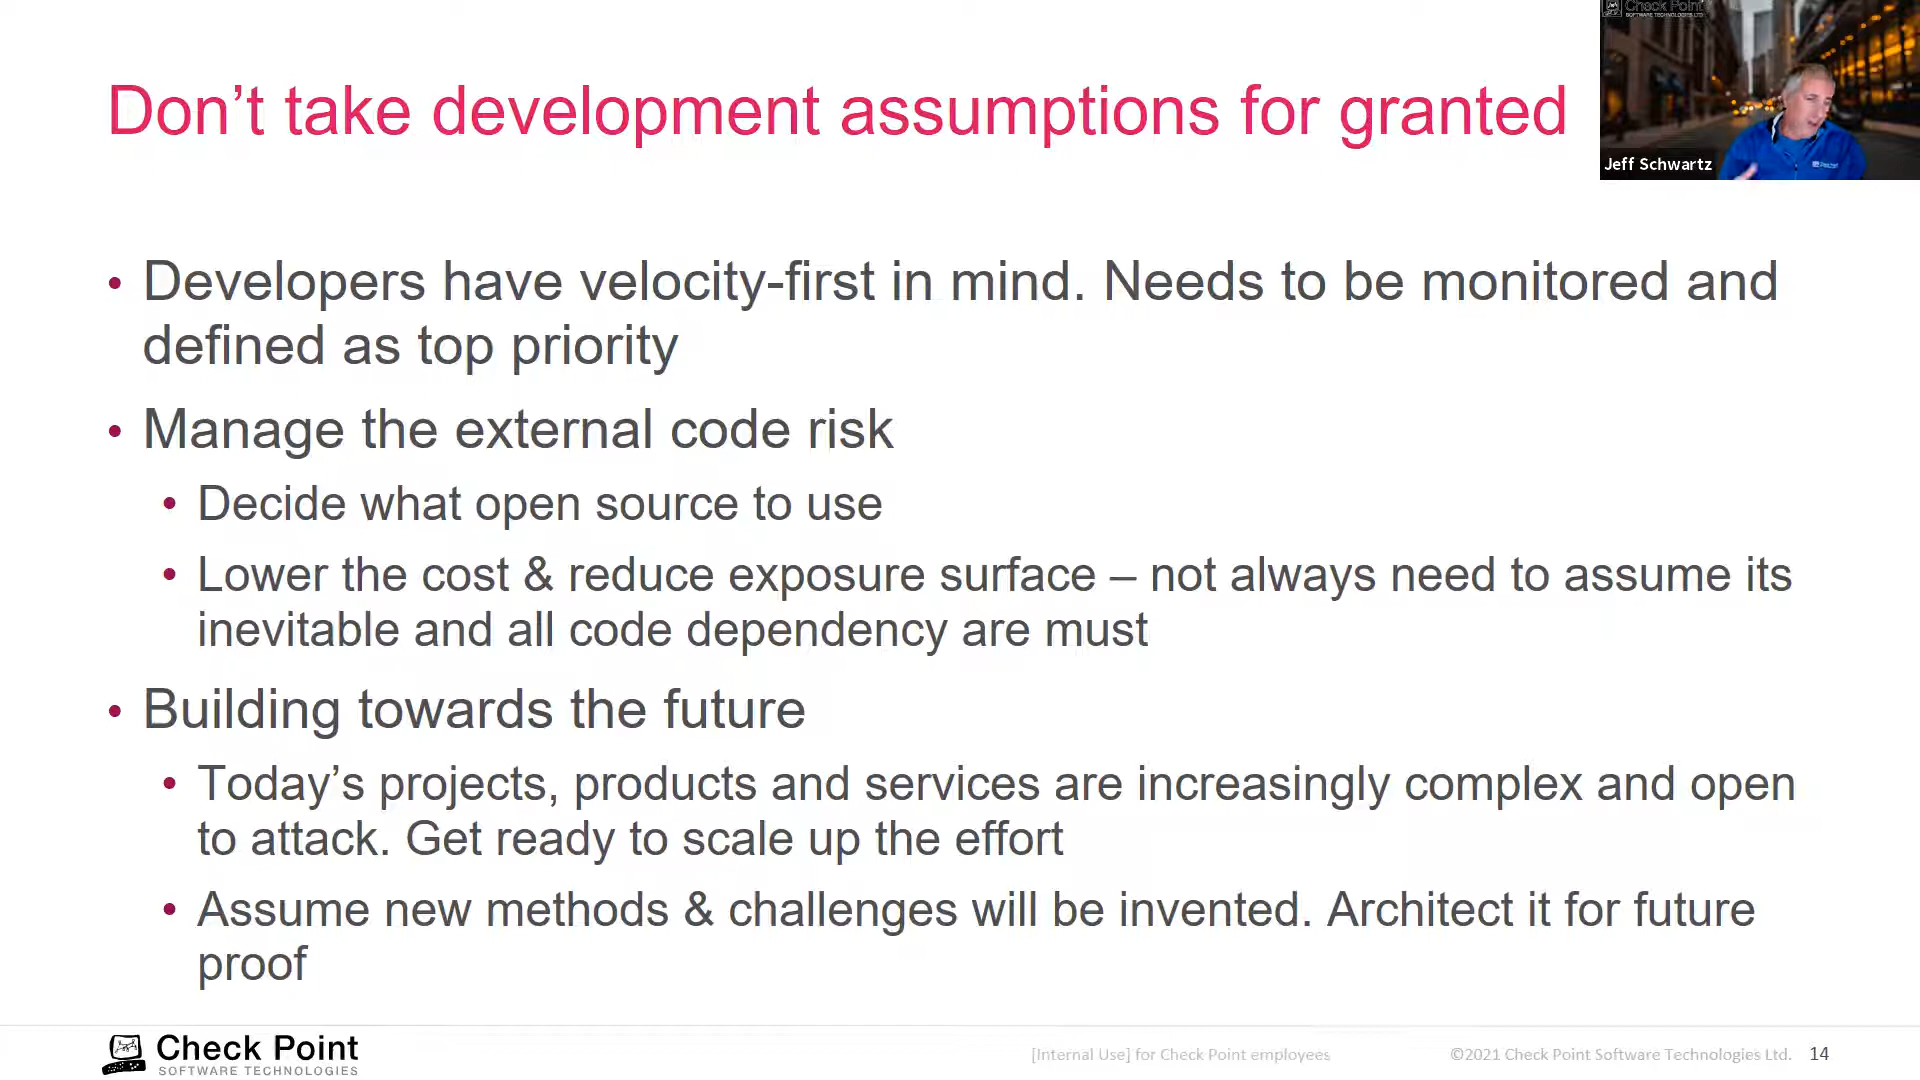 Check Point
SOFTWARE TECHNOLOGIES LTD
Don’t take development assumptions for granted
Jeff Schwartz
• Developers have velocity-first in mind. Needs to be monitored and
defined as top priority
• Manage the external code risk
• Decide what open source to use
• Lower the cost & reduce exposure surface – not always need to assume its
inevitable and all code dependency are must
• Building towards the future
• Today’s projects, products and services are increasingly complex and open
to attack. Get ready to scale up the effort
• Assume new methods & challenges will be invented. Architect it for future
proof
Check Point
SOFTWARE TECHNOLOGIES
[Internal Use] for Check Point employees
©2021 Check Point Software Technologies Ltd. 14